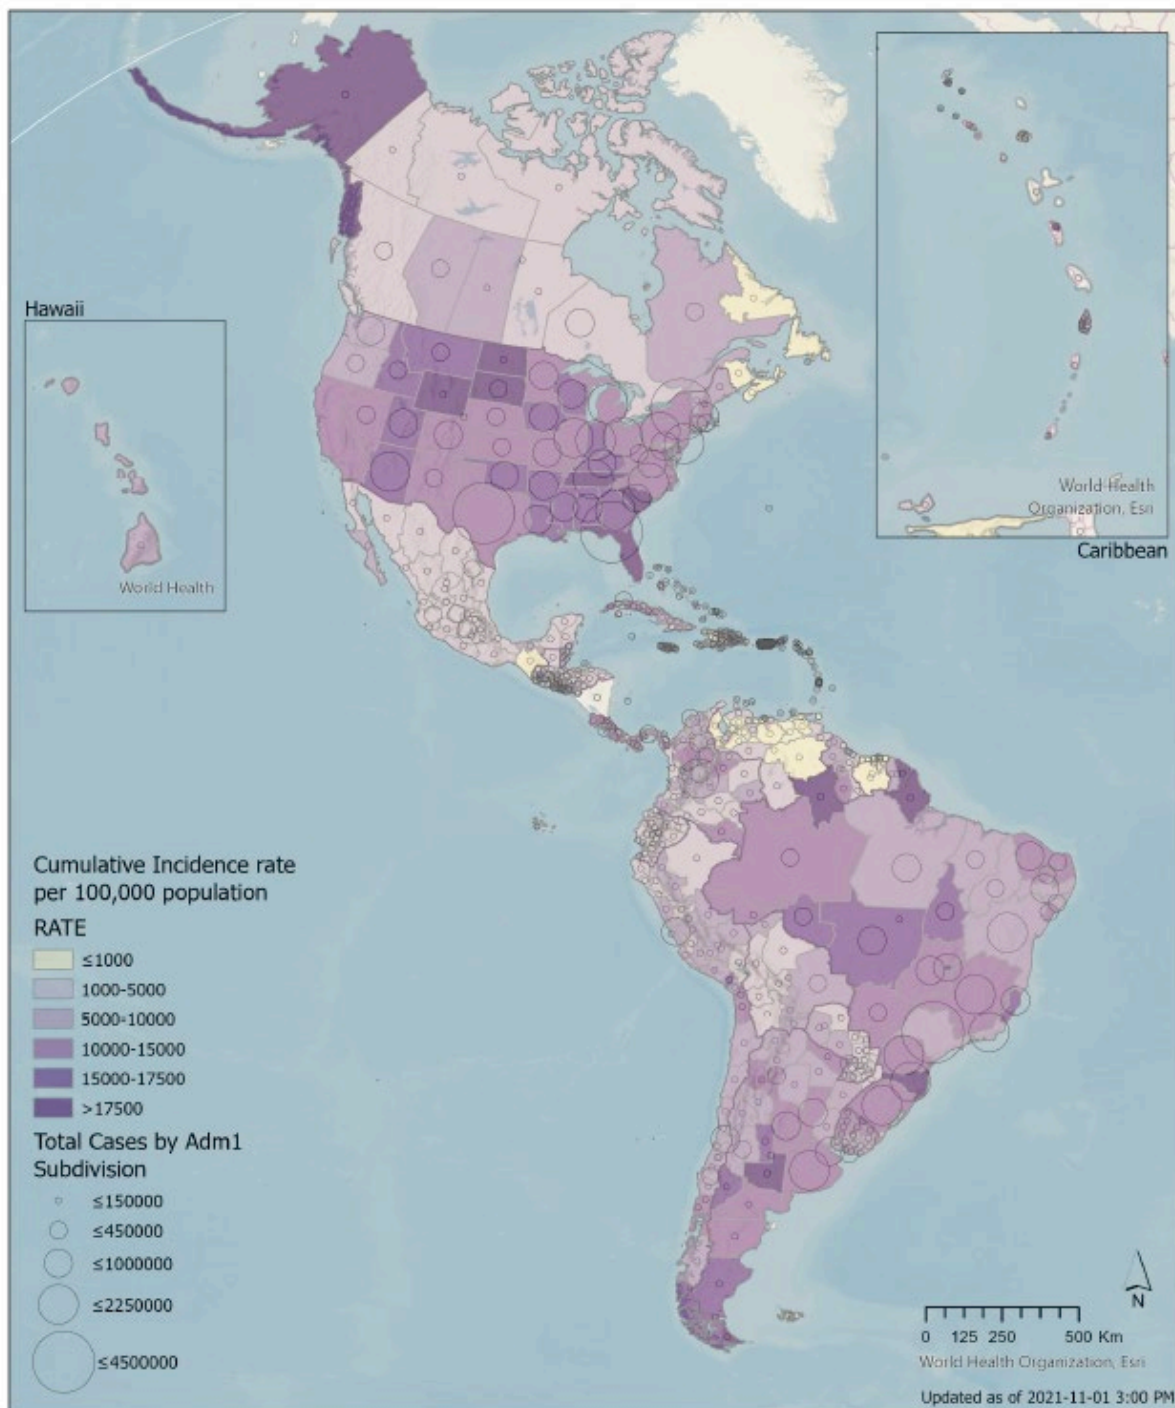 Hawaii
World Health
World Health
Organization, Esri
Caribbean
Cumulative Incidence rate
per 100,000 population
RATE
≤1000
1000-5000
5000-10000
10000-15000
15000-17500
>17500
Total Cases by Adm1
Subdivision
≤150000
≤450000
≤1000000
≤2250000
≤4500000
N
0 125 250 500 Km
World Health Organization, Esri
Updated as of 2021-11-01 3:00 PM